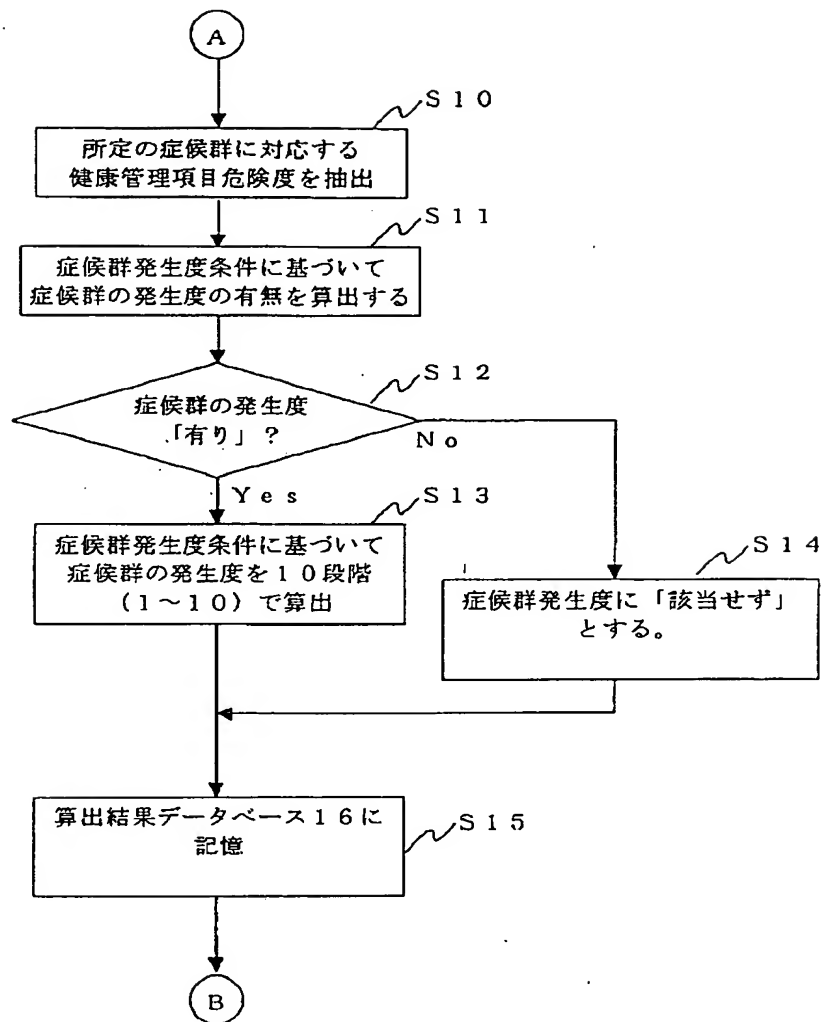 A
S10
所定の症候群に対応する
健康管理項目危険度を抽出
S11
症候群発生度条件に基づいて
症候群の発生度の有無を算出する
S12
症候群の発生度
「有り」？
No
Yes
S13
症候群発生度条件に基づいて
症候群の発生度を10段階
（1～10）で算出
S14
症候群発生度に「該当せず」
とする。
算出結果データベース16に
記憶
S15
B